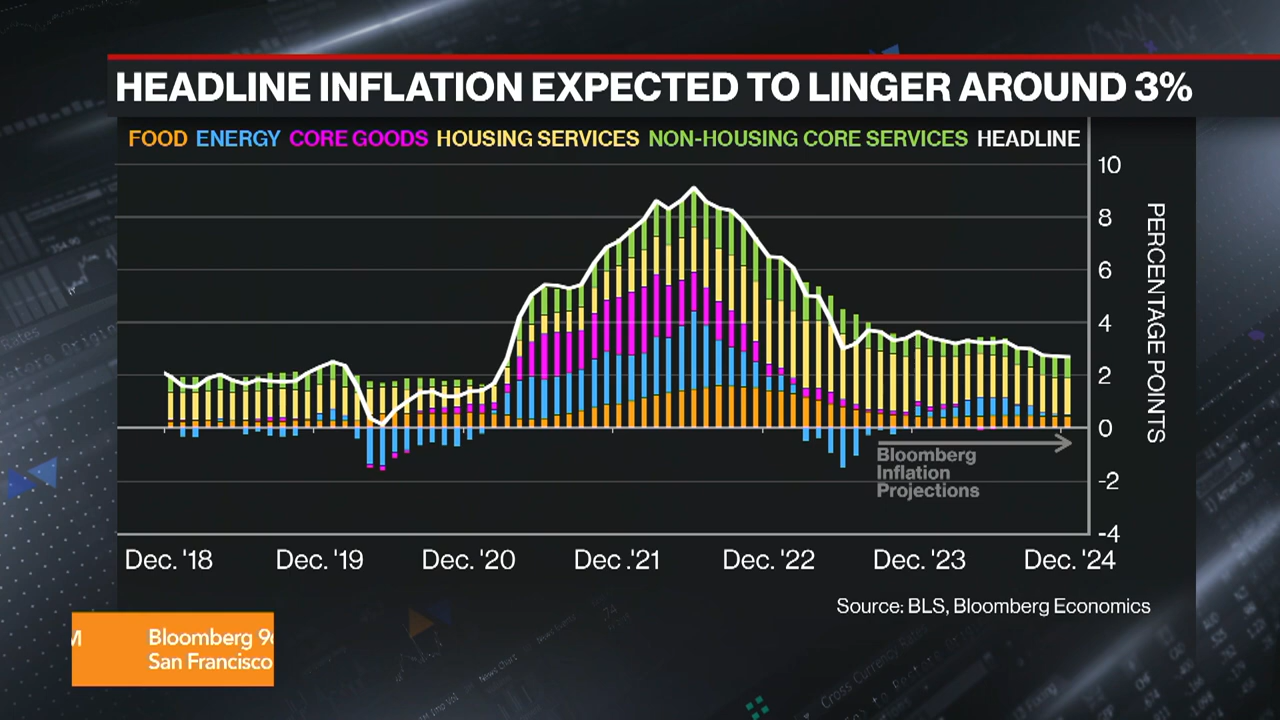 HEADLINE INFLATION EXPECTED TO LINGER AROUND 3%
FOOD ENERGY CORE GOODS HOUSING SERVICES NON-HOUSING CORE SERVICES HEADLINE
10
8
6
4
2
0
-2
-4
PERCENTAGE POINTS
Bloomberg
Inflation
Projections
Dec. '18 Dec. '19 Dec. '20 Dec .'21 Dec. '22 Dec. '23 Dec. '24
Source: BLS, Bloomberg Economics
Bloomberg
San Francisco